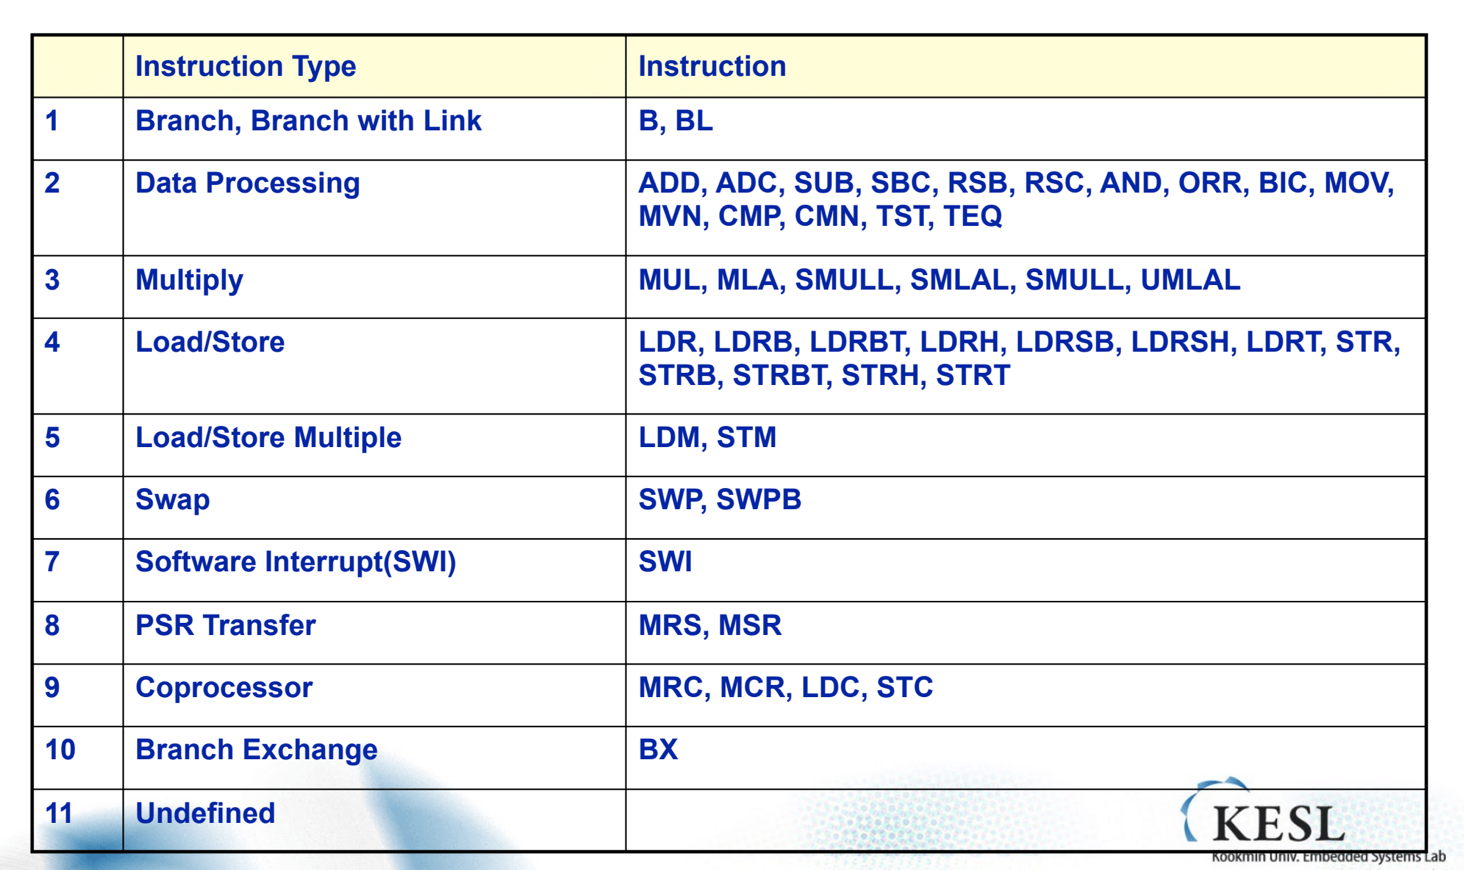 Instruction Type Instruction
1 Branch, Branch with Link B, BL
2 Data Processing ADD, ADC, SUB, SBC, RSB, RSC, AND, ORR, BIC, MOV,
MVN, CMP, CMN, TST, TEQ
3 Multiply MUL, MLA, SMULL, SMLAL, SMULL, UMLAL
4 Load/Store LDR, LDRB, LDRBT, LDRH, LDRSB, LDRSH, LDRT, STR,
STRB, STRBT, STRH, STRT
5 Load/Store Multiple LDM, STM
6 Swap SWP, SWPB
7 Software Interrupt(SWI) SWI
8 PSR Transfer MRS, MSR
9 Coprocessor MRC, MCR, LDC, STC
10 Branch Exchange BX
11 Undefined
KESL
Kookmin Univ. Embedded Systems Lab